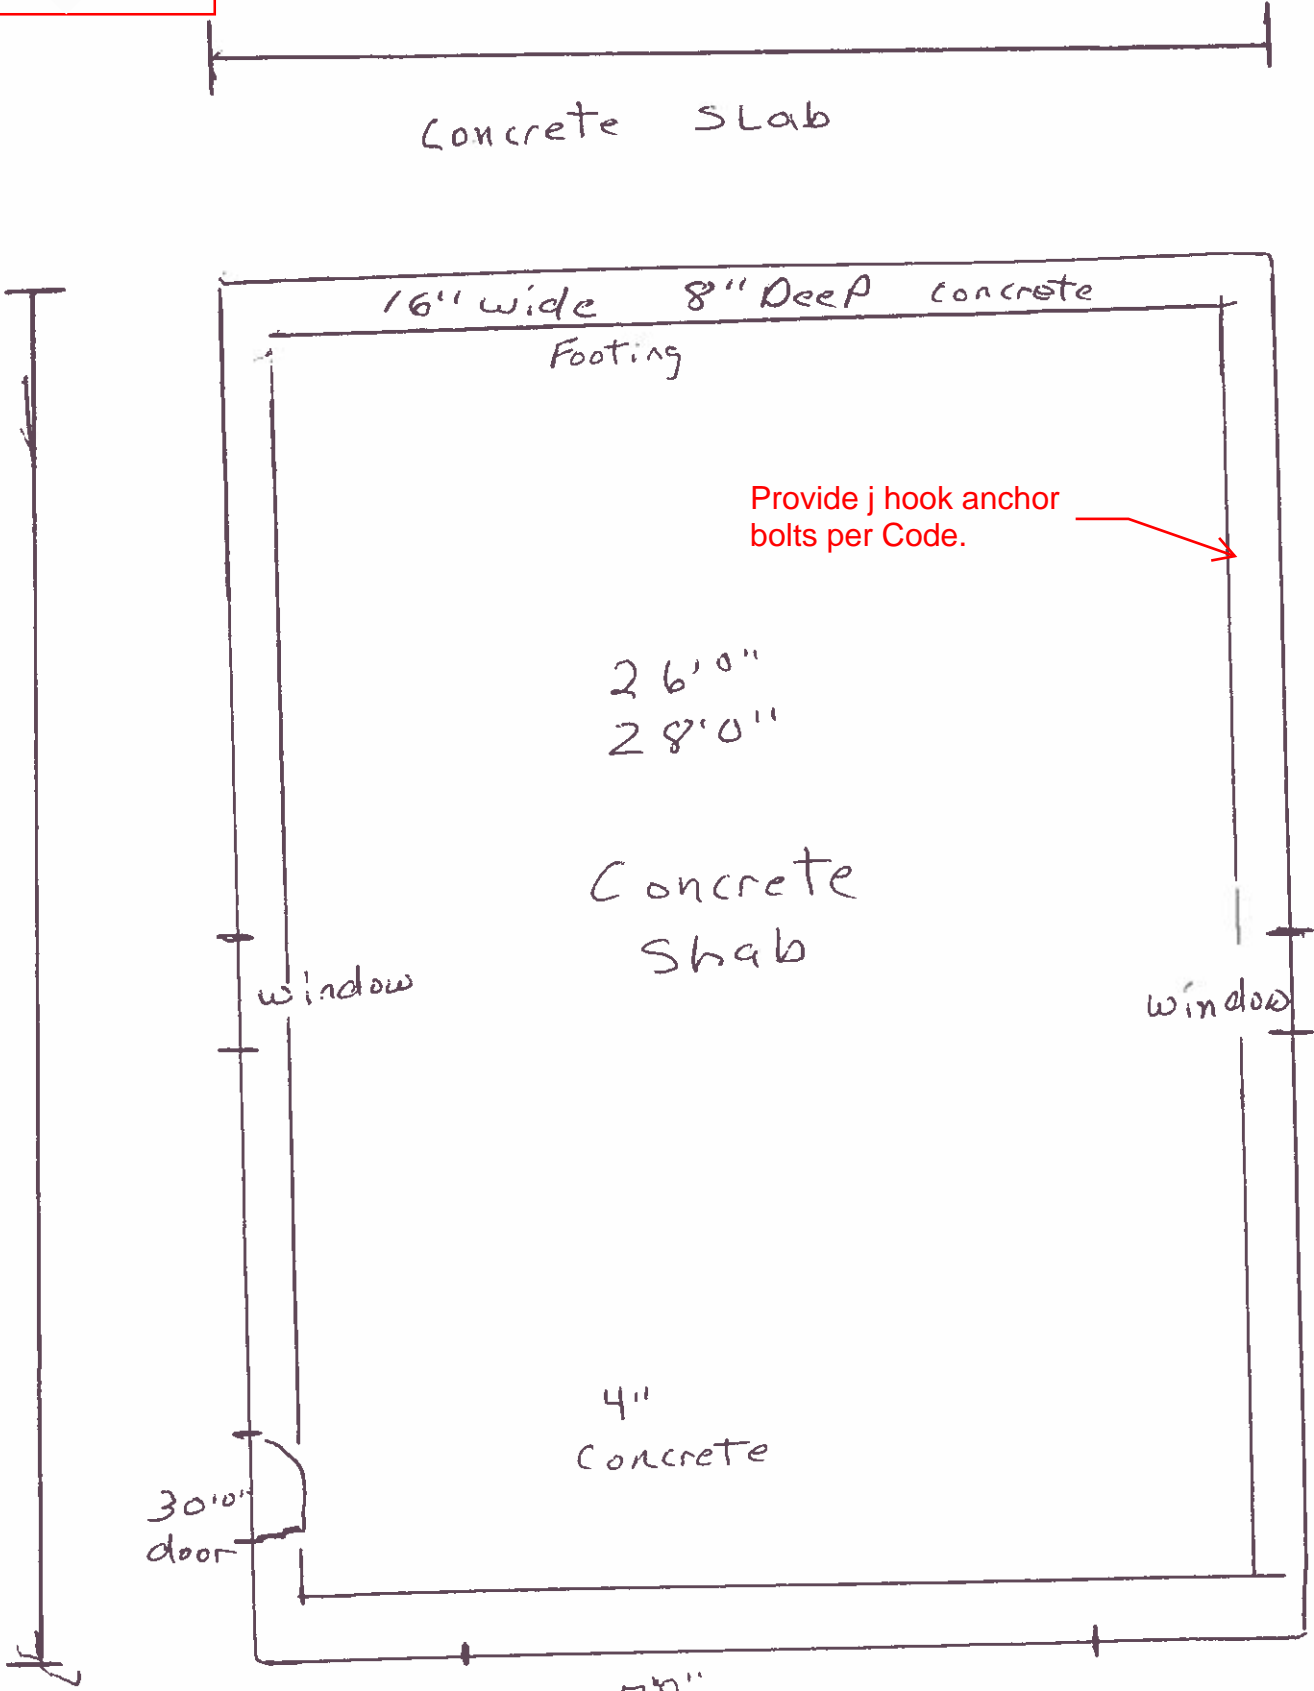 Concrete SLab
16" wide 8" Deep concrete
Footing
Provide j hook anchor
bolts per Code.
26'0"
28'0"
Concrete
Shab
window
window
4"
Concrete
30'0"
door